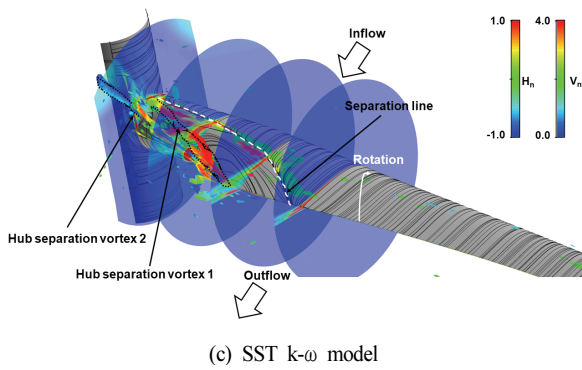 Inflow
1.0
4.0
Hₙ
Vₙ
-1.0
0.0
Separation line
Rotation
Hub separation vortex 2
Hub separation vortex 1
Outflow
(c) SST k-ω model